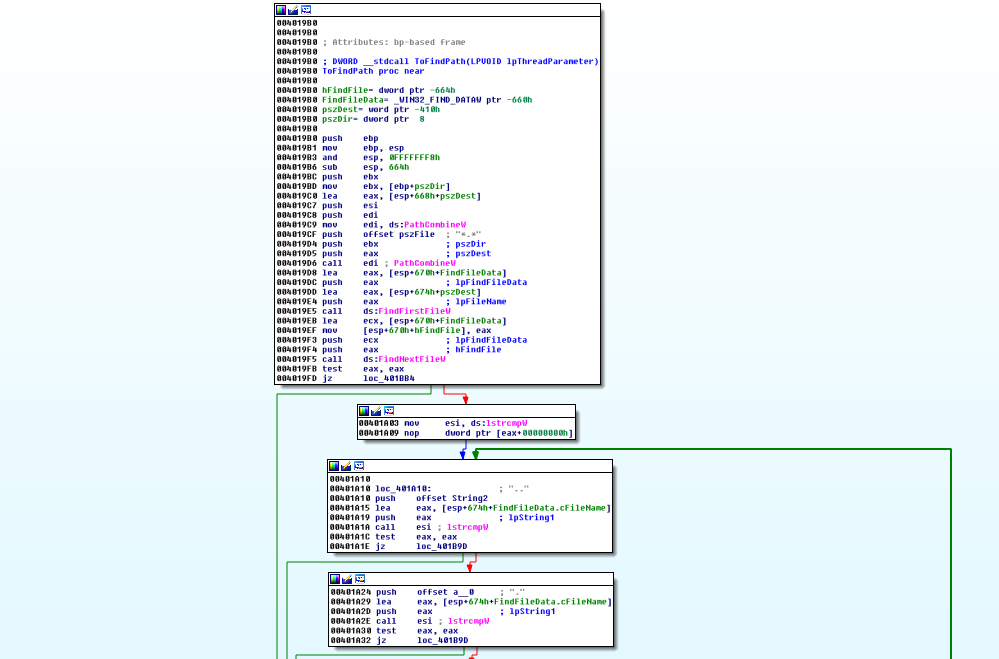 004019B0
004019B0
004019B0 ; Attributes: bp-based frame
004019B0
004019B0 ; DWORD __stdcall ToFindPath(LPVOID lpThreadParameter)
004019B0 ToFindPath proc near
004019B0
004019B0 hFindFile= dword ptr -664h
004019B0 FindFileData= _WIN32_FIND_DATAW ptr -660h
004019B0 pszDest= word ptr -410h
004019B0 pszDir= dword ptr  8
004019B0
004019B0 push    ebp
004019B1 mov     ebp, esp
004019B3 and     esp, 0FFFFFFF8h
004019B6 sub     esp, 664h
004019BC push    ebx
004019BD mov     ebx, [ebp+pszDir]
004019C0 lea     eax, [esp+668h+pszDest]
004019C7 push    esi
004019C8 push    edi
004019C9 mov     edi, ds:PathCombineW
004019CF push    offset pszFile  ; "*.*"
004019D4 push    ebx             ; pszDir
004019D5 push    eax             ; pszDest
004019D6 call    edi ; PathCombineW
004019D8 lea     eax, [esp+670h+FindFileData]
004019DC push    eax             ; lpFindFileData
004019DD lea     eax, [esp+674h+pszDest]
004019E4 push    eax             ; lpFileName
004019E5 call    ds:FindFirstFileW
004019EB lea     ecx, [esp+670h+FindFileData]
004019EF mov     [esp+670h+hFindFile], eax
004019F3 push    ecx             ; lpFindFileData
004019F4 push    eax             ; hFindFile
004019F5 call    ds:FindNextFileW
004019FB test    eax, eax
004019FD jz      loc_401BB4
00401A03 mov     esi, ds:lstrcmpW
00401A09 nop     dword ptr [eax+00000000h]
00401A10
00401A10 loc_401A10:             ; ".."
00401A10 push    offset String2
00401A15 lea     eax, [esp+674h+FindFileData.cFileName]
00401A19 push    eax             ; lpString1
00401A1A call    esi ; lstrcmpW
00401A1C test    eax, eax
00401A1E jz      loc_401B9D
00401A24 push    offset a__0     ; "."
00401A29 lea     eax, [esp+674h+FindFileData.cFileName]
00401A2D push    eax             ; lpString1
00401A2E call    esi ; lstrcmpW
00401A30 test    eax, eax
00401A32 jz      loc_401B9D